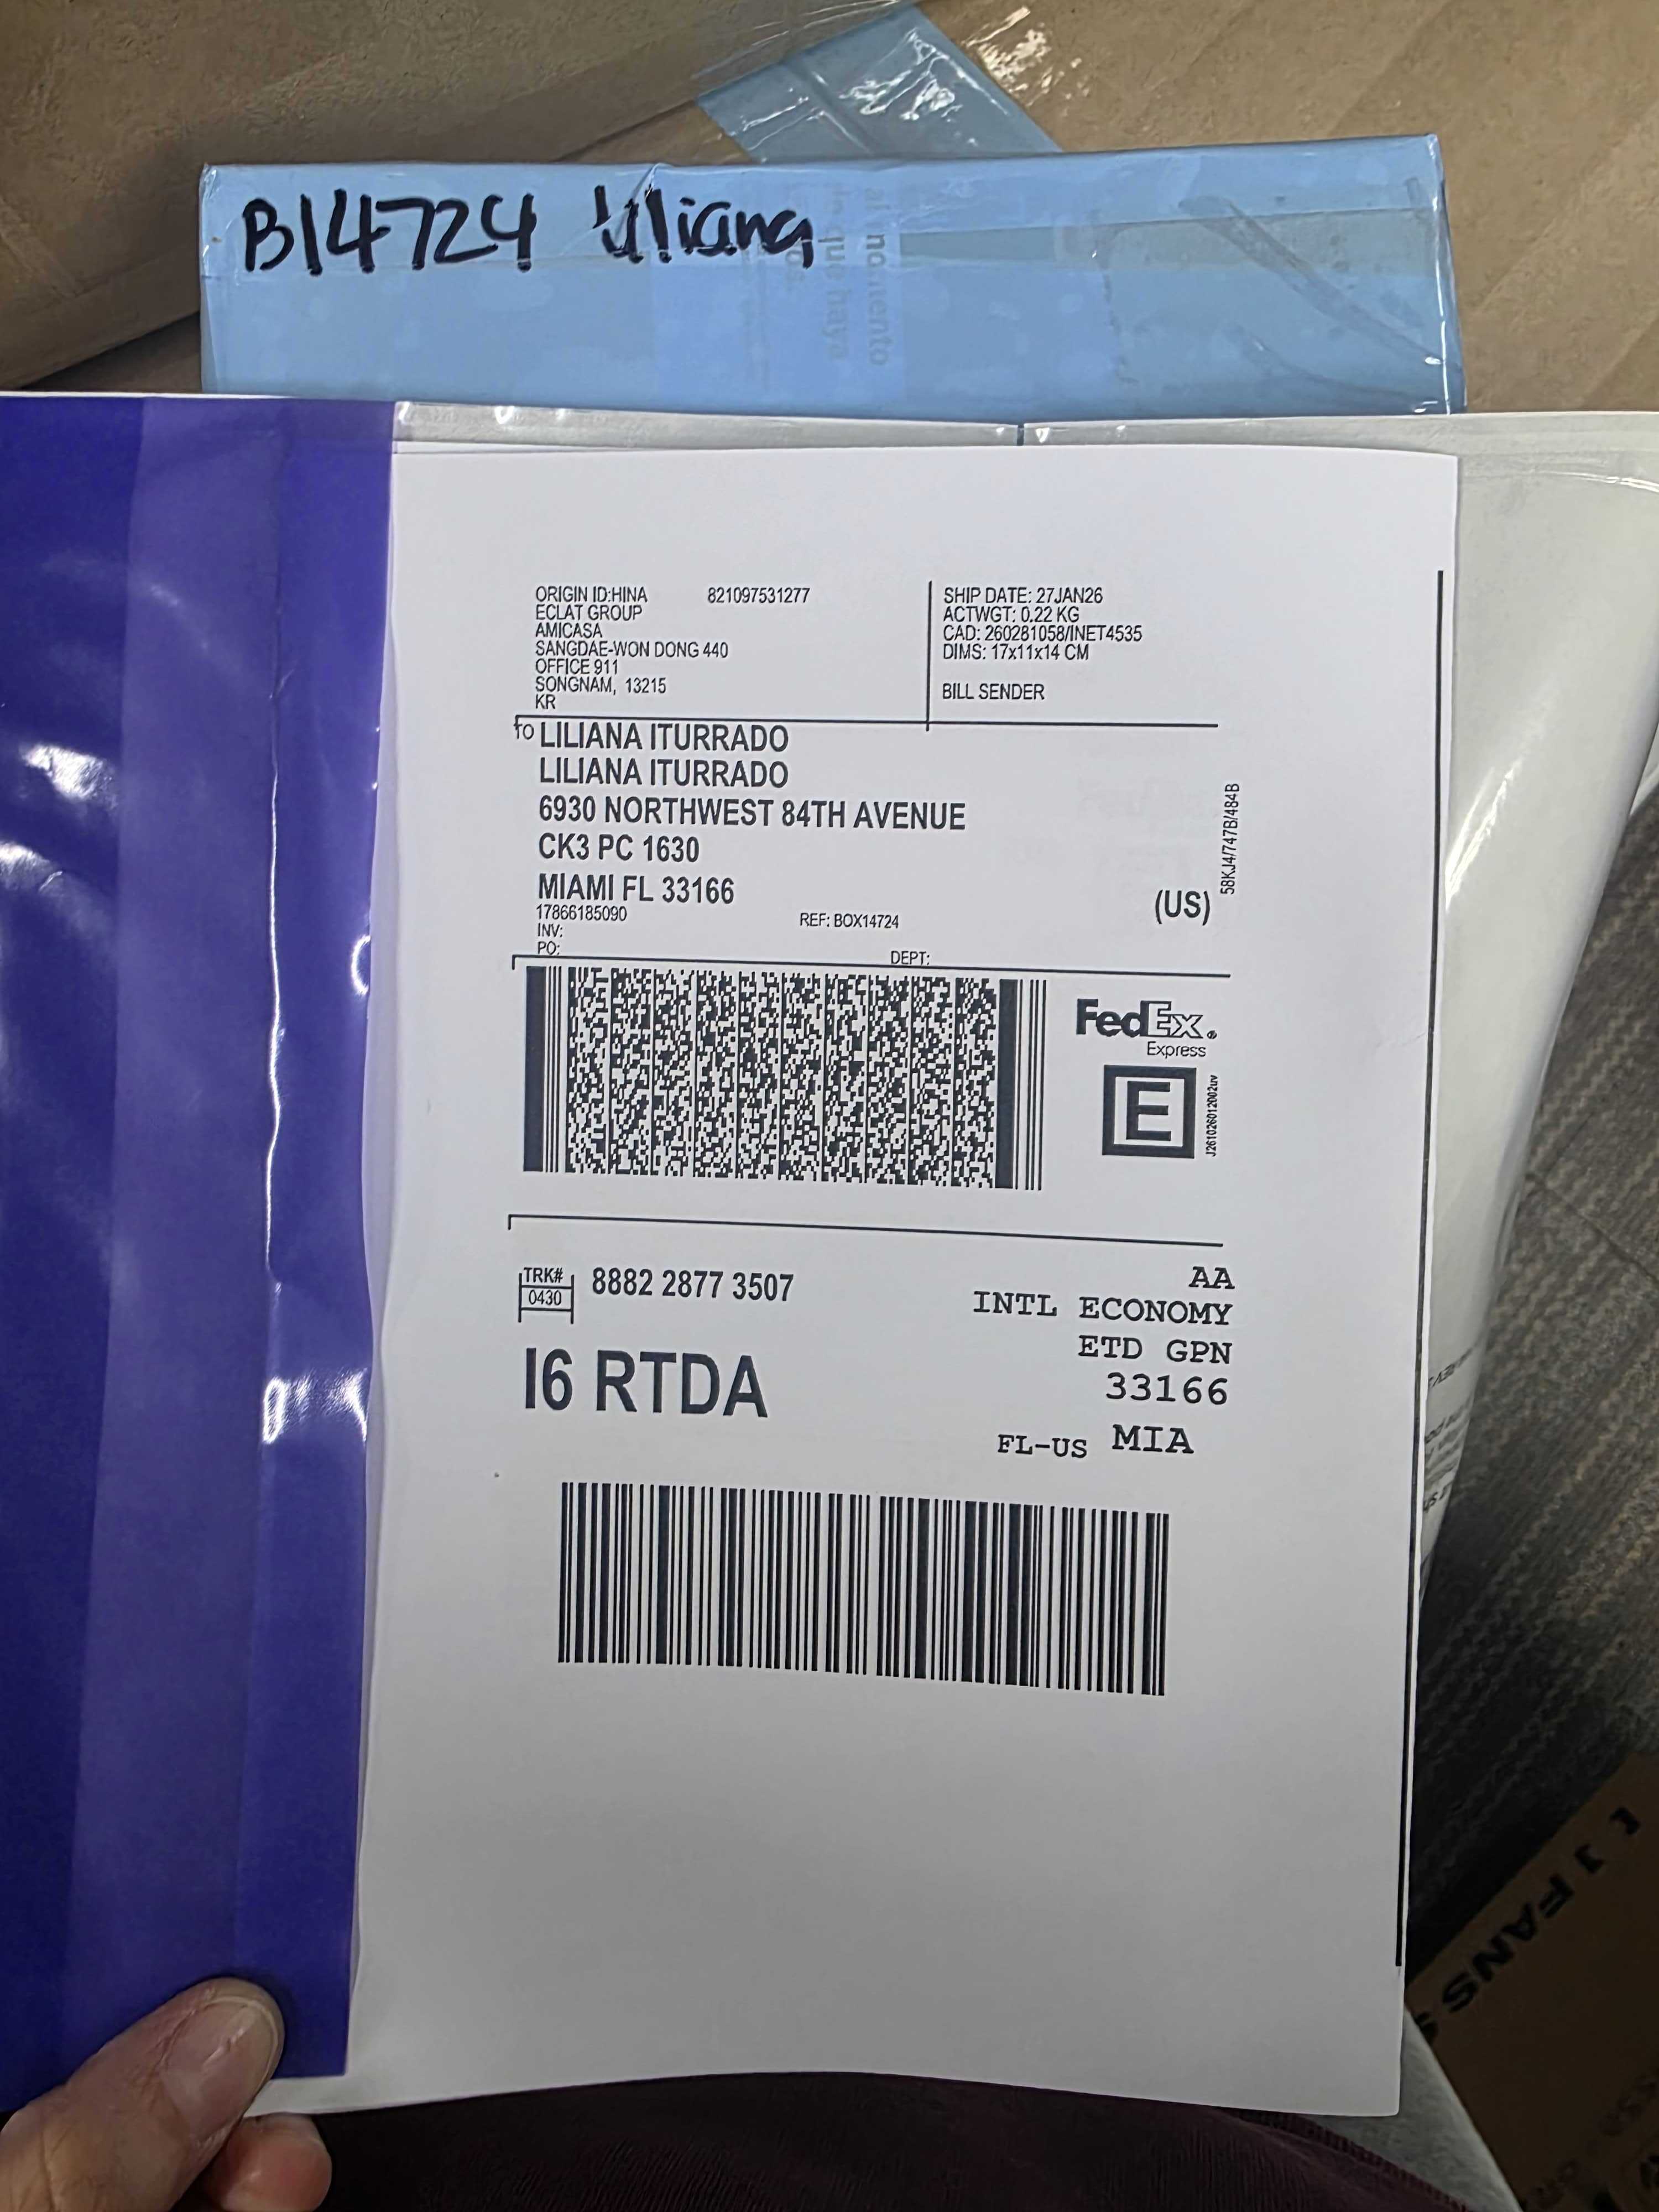 B14724 Liliana
ORIGIN ID:HINA 821097531277
ECLAT GROUP
AMICASA
SANGDAE-WON DONG 440
OFFICE 911
SONGNAM, 13215
KR
SHIP DATE: 27JAN26
ACTWGT: 0.22 KG
CAD: 260281058/INET4535
DIMS: 17x11x14 CM
BILL SENDER
TO LILIANA ITURRADO
LILIANA ITURRADO
6930 NORTHWEST 84TH AVENUE
CK3 PC 1630
MIAMI FL 33166
(US)
17866185090 REF: BOX14724
INV:
PO: DEPT:
58KJ4/747B/484B
FedEx®
Express
E
J261026012002uv
TRK# 8882 2877 3507
0430
I6 RTDA
AA
INTL ECONOMY
ETD GPN
33166
FL-US MIA
FANS